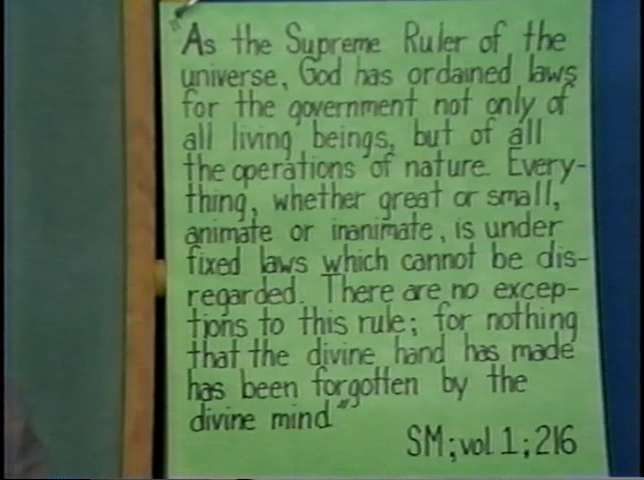 "As the Supreme Ruler of the
universe, God has ordained laws
for the government not only of
all living beings, but of all
the operations of nature. Every-
thing, whether great or small,
animate or inanimate, is under
fixed laws which cannot be dis-
regarded. There are no excep-
tions to this rule; for nothing
that the divine hand has made
has been forgotten by the
divine mind"
SM; vol 1; 216